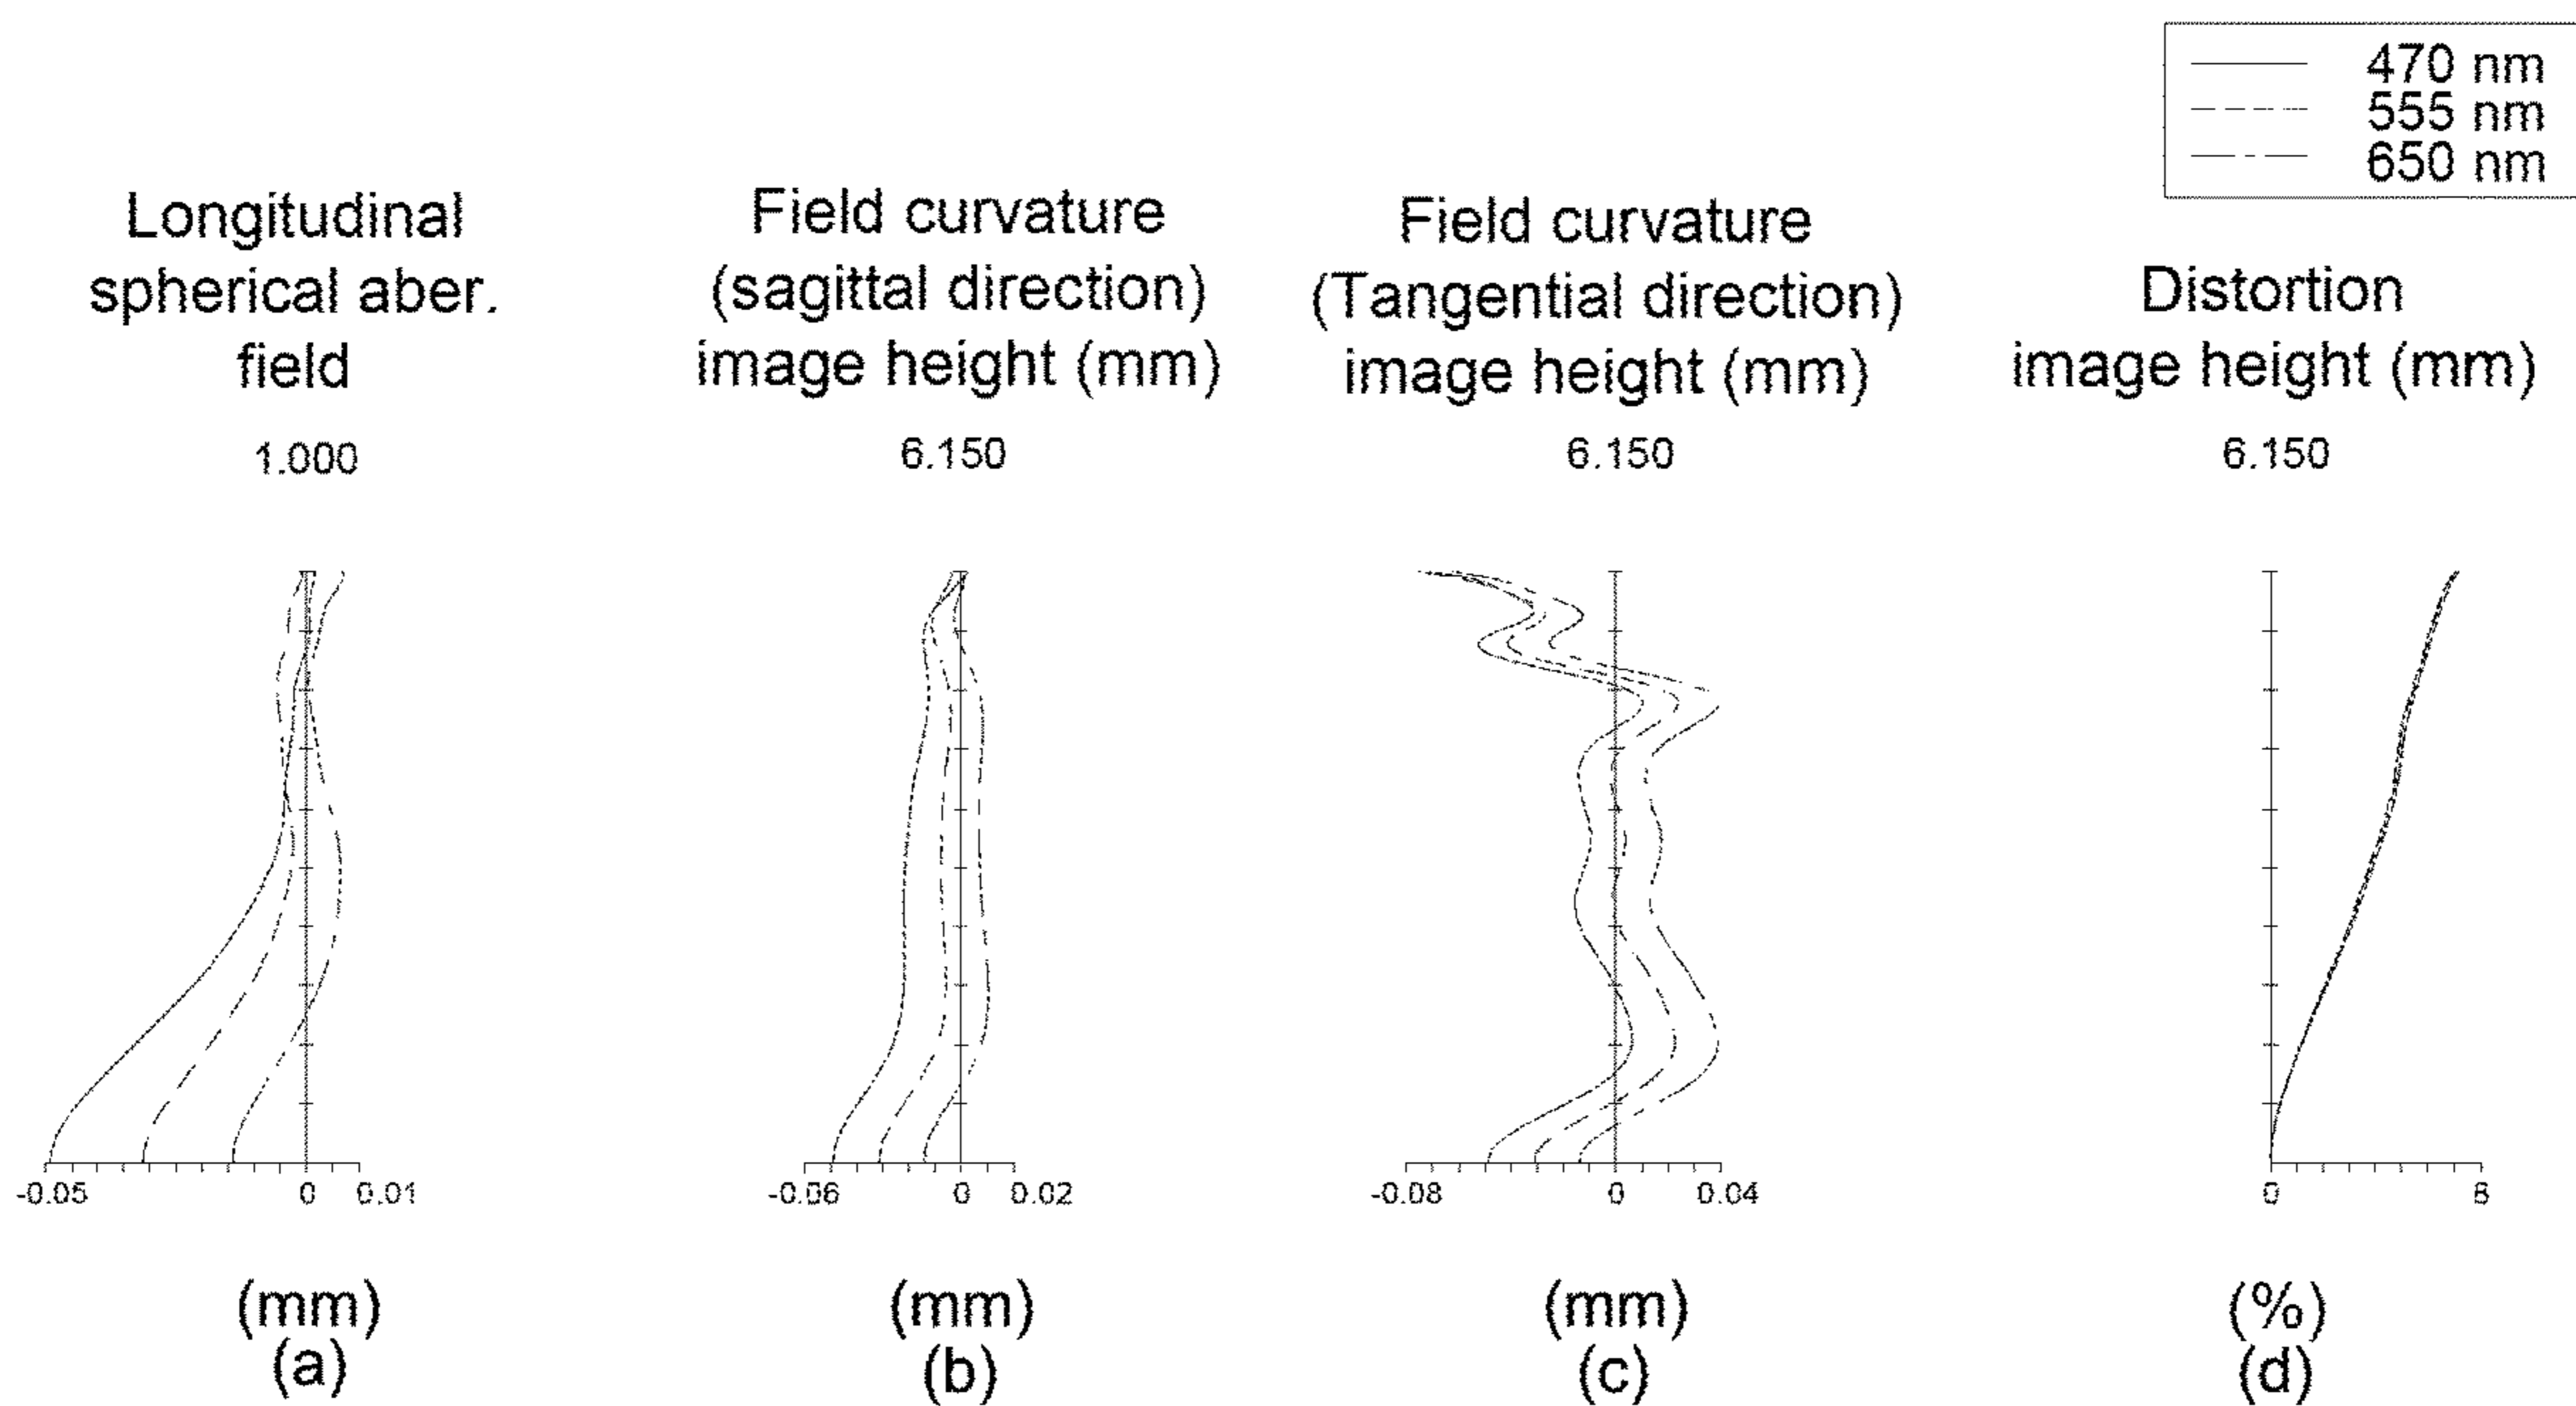 470 nm
555 nm
650 nm
Longitudinal
spherical aber.
field
1.000
Field curvature
(sagittal direction)
image height (mm)
6.150
Field curvature
(Tangential direction)
image height (mm)
6.150
Distortion
image height (mm)
6.150
-0.05 0 0.01
-0.06 0 0.02
-0.08 0 0.04
0 8
(mm)
(a)
(mm)
(b)
(mm)
(c)
(%)
(d)